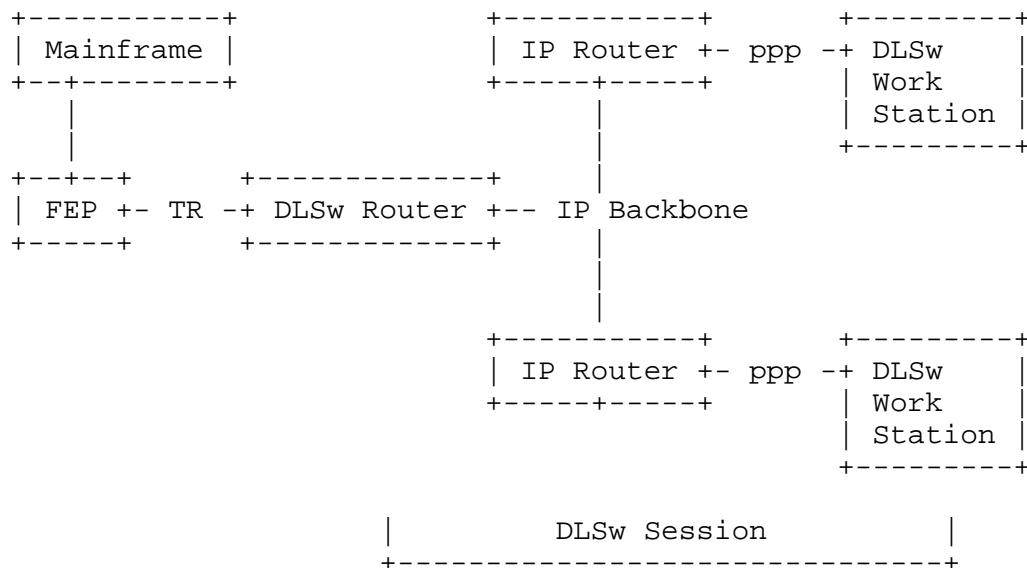 Mainframe IP Router ppp DLSw
Work
Station
FEP TR DLSw Router IP Backbone
IP Router ppp DLSw
Work
Station
DLSw Session